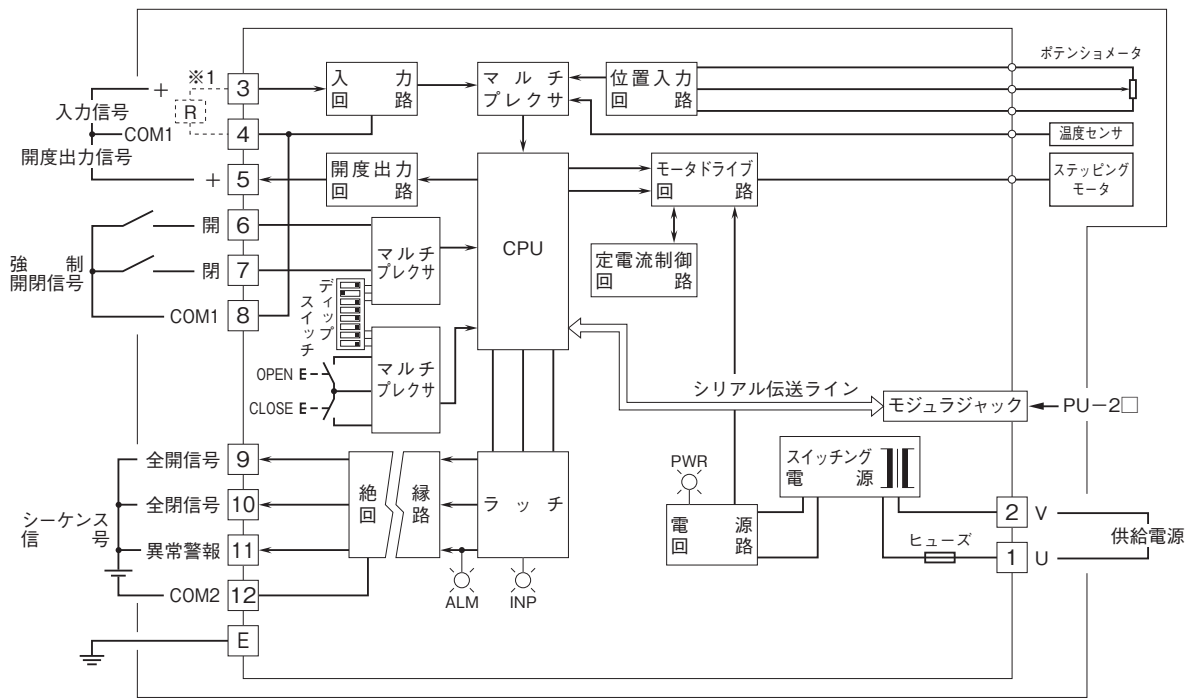 ポテンショメータ
※1
3
入力
回路
マルチ
プレクサ
位置入力
回路
+
入力信号
R
COM1
4
温度センサ
開度出力信号
+
5
開度出力
回路
CPU
モータドライブ
回路
ステッピング
モータ
開
6
マルチ
プレクサ
強制
開閉信号
閉
7
定電流制御
回路
COM1
8
ディップ
スイッチ
マルチ
プレクサ
OPEN
CLOSE
シリアル伝送ライン
モジュラジャック
PU-2□
全開信号
9
絶縁
回路
ラッチ
PWR
スイッチング
電源
シーケンス
信号
全閉信号
10
電源
回路
2
V
供給電源
異常警報
11
ヒューズ
1
U
COM2
12
ALM
INP
E